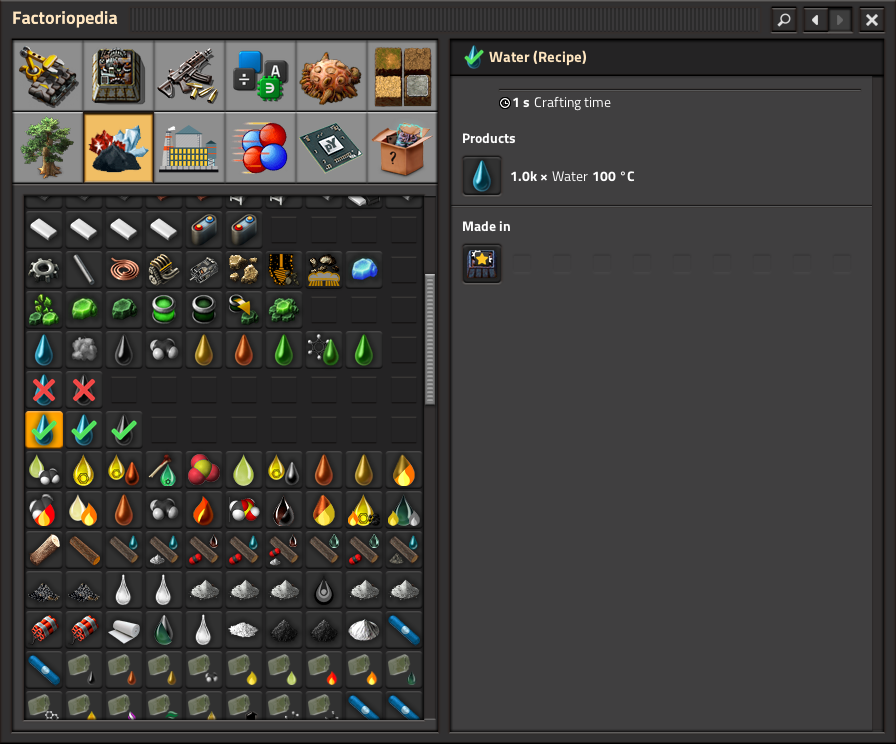 Factoriopedia
Water (Recipe)
1 s Crafting time
Products
1.0k × Water 100 °C
Made in